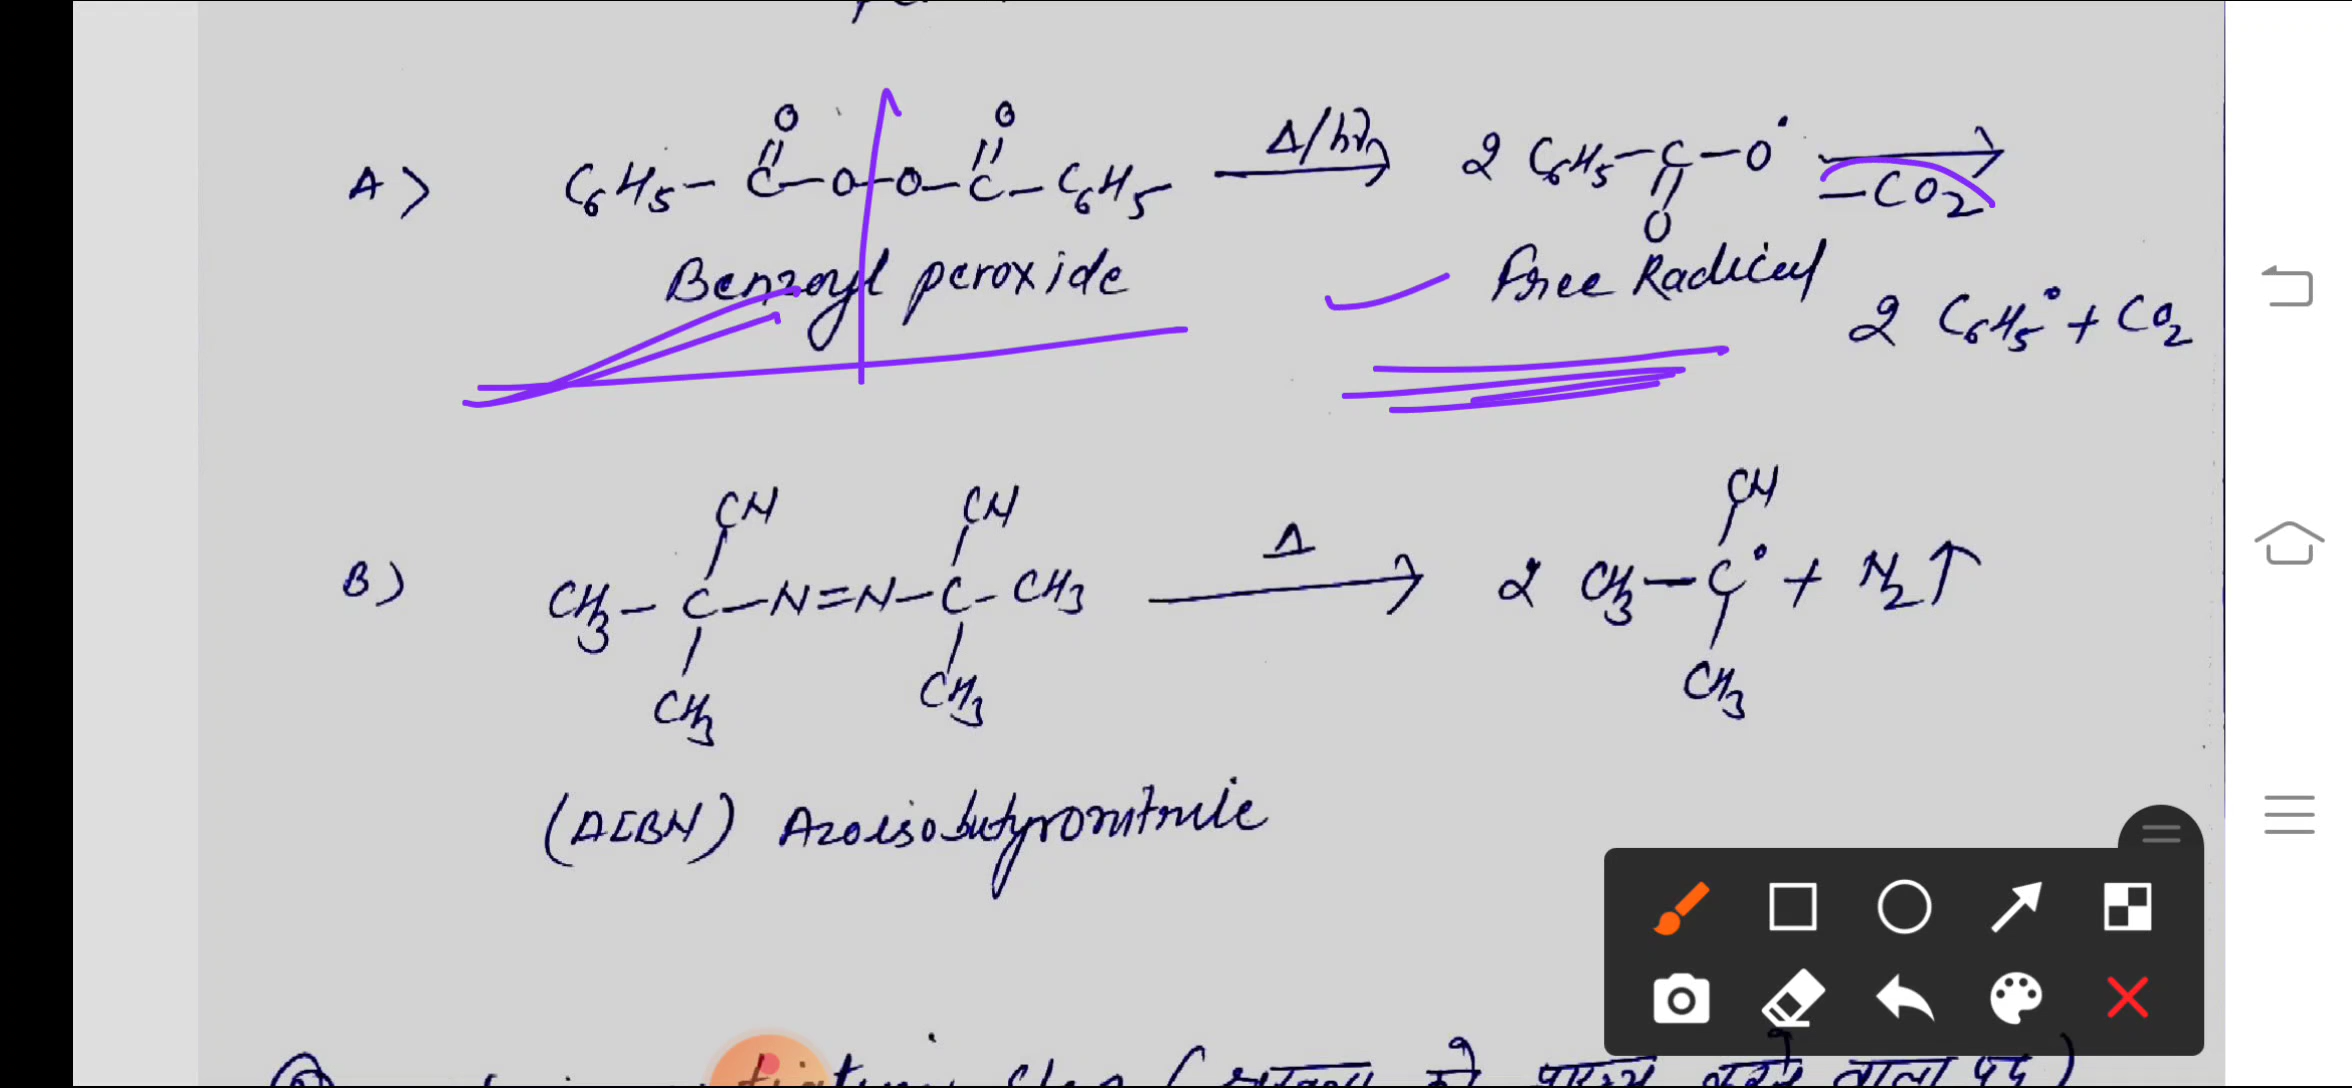 A> C6H5-C(=O)-O-O-C(=O)-C6H5 Δ/hν → 2 C6H5-C(=O)-O• -CO2 →
Benzoyl peroxide Free Radical 2 C6H5• + CO2
CN CN CN
B) CH3-C-N=N-C-CH3 Δ → 2 CH3-C• + N2↑
CH3 CH3 CH3
(AIBN) Azoisobutyronitrile